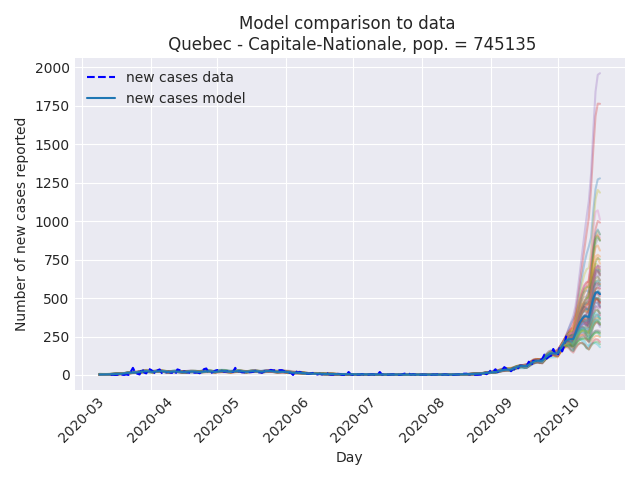 Model comparison to data
Quebec - Capitale-Nationale, pop. = 745135
new cases data
new cases model
Number of new cases reported
2000
1750
1500
1250
1000
750
500
250
0
2020-03
2020-04
2020-05
2020-06
2020-07
2020-08
2020-09
2020-10
Day